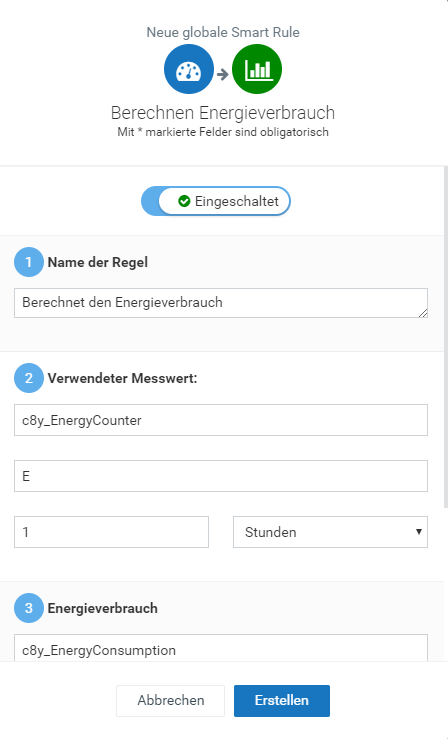 Neue globale Smart Rule
Berechnen Energieverbrauch
Mit * markierte Felder sind obligatorisch
Eingeschaltet
1 Name der Regel
Berechnet den Energieverbrauch
2 Verwendeter Messwert:
c8y_EnergyCounter
E
1 Stunden
3 Energieverbrauch
c8y_EnergyConsumption
Abbrechen Erstellen